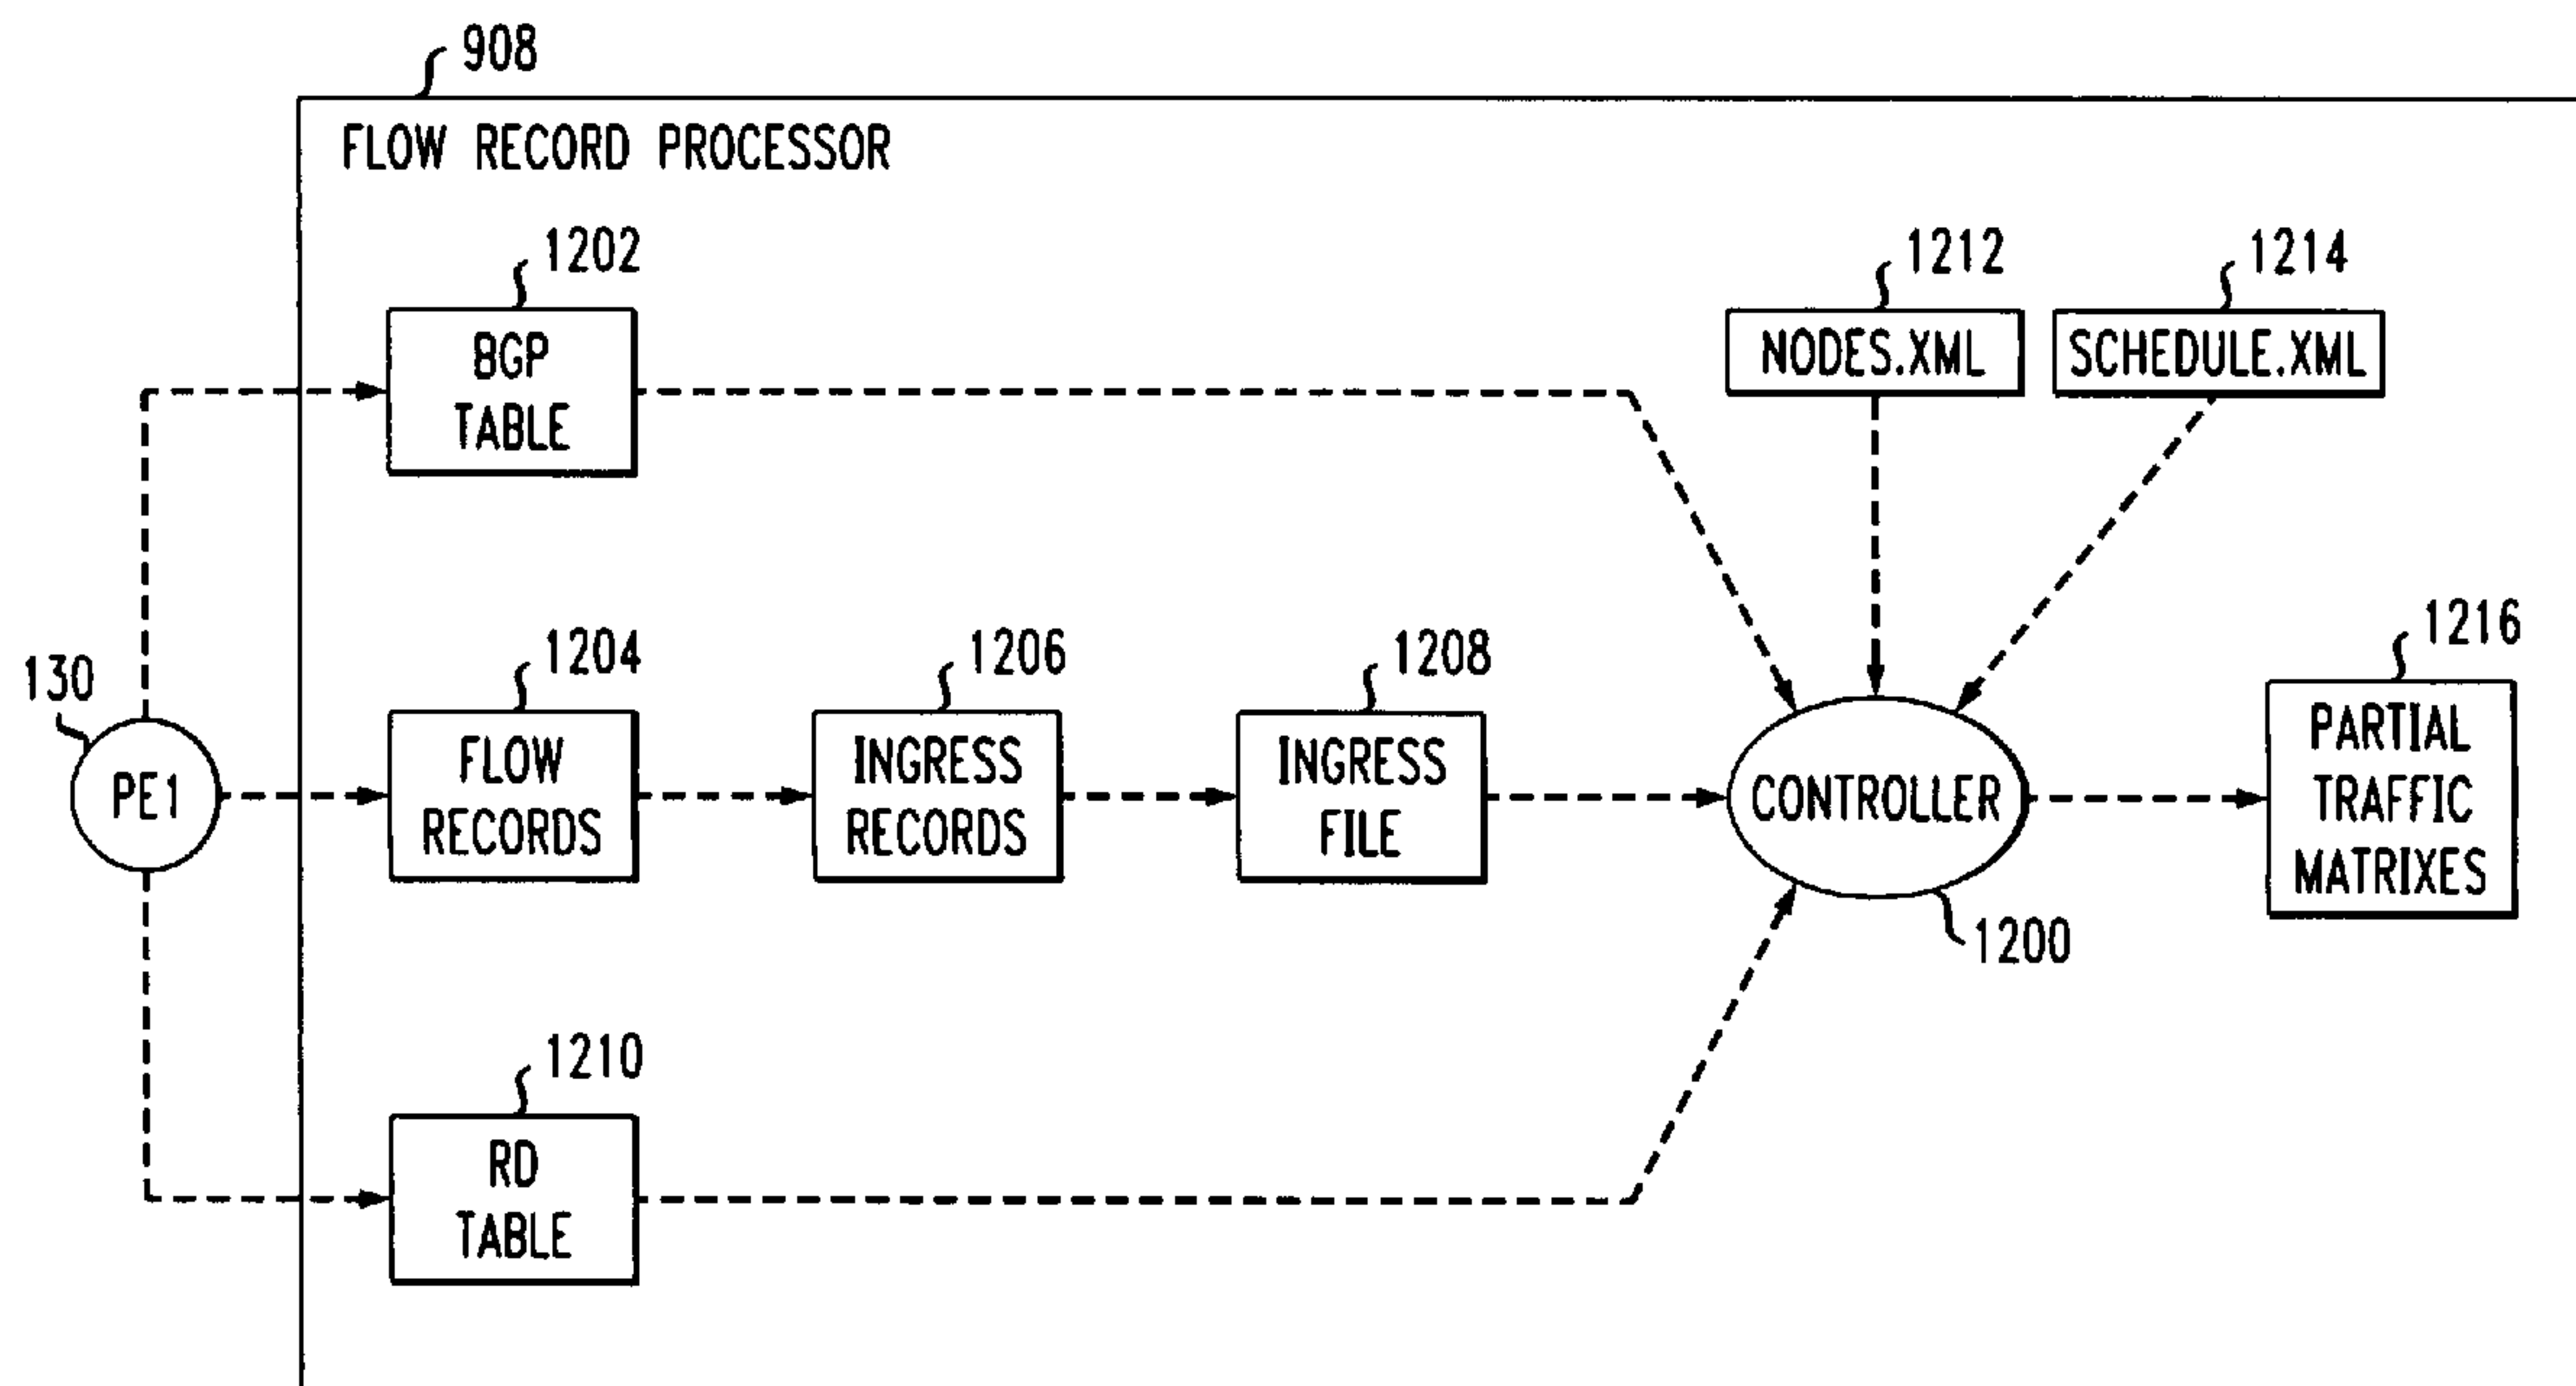 908
FLOW RECORD PROCESSOR
1202
1212
1214
BGP
TABLE
NODES.XML
SCHEDULE.XML
1204
1206
1208
1216
130
PE1
FLOW
RECORDS
INGRESS
RECORDS
INGRESS
FILE
CONTROLLER
PARTIAL
TRAFFIC
MATRIXES
1200
1210
RD
TABLE